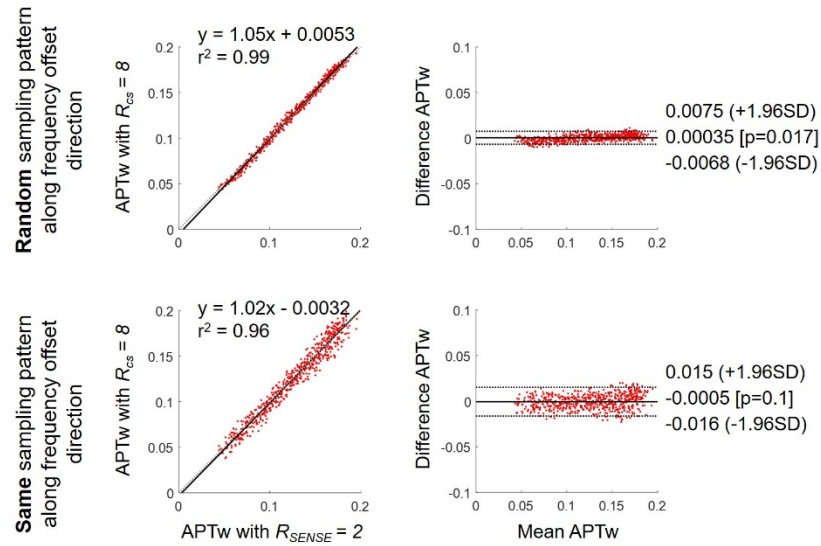 Random sampling pattern
along frequency offset
direction
APTw with Rcs = 8
y = 1.05x + 0.0053
r² = 0.99
0.2
0.15
0.1
0.05
0
0
0.1
0.2
Difference APTw
0.1
0.05
0
-0.05
-0.1
0
0.05
0.1
0.15
0.2
0.0075 (+1.96SD)
0.00035 [p=0.017]
-0.0068 (-1.96SD)
Same sampling pattern
along frequency offset
direction
APTw with Rcs = 8
y = 1.02x - 0.0032
r² = 0.96
0.2
0.15
0.1
0.05
0
0
0.1
0.2
APTw with RSENSE = 2
Difference APTw
0.1
0.05
0
-0.05
-0.1
0
0.05
0.1
0.15
0.2
Mean APTw
0.015 (+1.96SD)
-0.0005 [p=0.1]
-0.016 (-1.96SD)